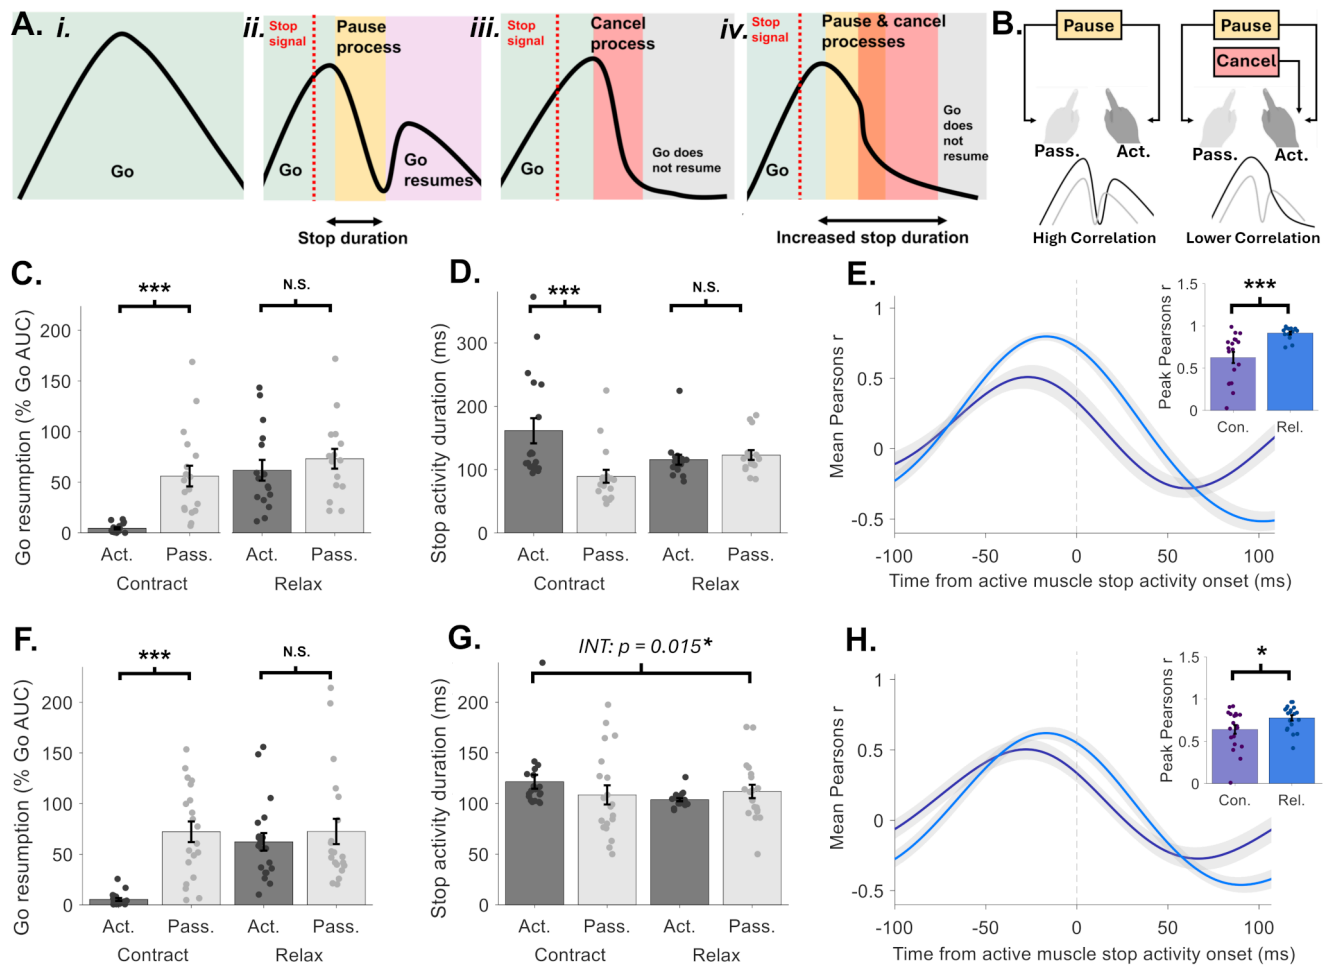 A.
i.
Go
ii.
Stop
signal
Pause
process
Go
Go
resumes
Stop duration
iii.
Stop
signal
Cancel
process
Go
Go does
not resume
iv.
Stop
signal
Pause & cancel
processes
Go
Go
does
not
resume
Increased stop duration
B.
Pause
Pass.
Act.
High Correlation
Pause
Cancel
Pass.
Act.
Lower Correlation
C.
Go resumption (% Go AUC)
200
150
100
50
0
***
N.S.
Act.
Pass.
Act.
Pass.
Contract
Relax
D.
Stop activity duration (ms)
300
200
100
0
***
N.S.
Act.
Pass.
Act.
Pass.
Contract
Relax
E.
Mean Pearsons r
1
0.5
0
-0.5
-100
-50
0
50
100
Time from active muscle stop activity onset (ms)
Peak Pearsons r
1.5
1
0.5
0
***
Con.
Rel.
F.
Go resumption (% Go AUC)
200
150
100
50
0
***
N.S.
Act.
Pass.
Act.
Pass.
Contract
Relax
G.
Stop activity duration (ms)
200
150
100
50
0
INT: p = 0.015*
Act.
Pass.
Act.
Pass.
Contract
Relax
H.
Mean Pearsons r
1
0.5
0
-0.5
-100
-50
0
50
100
Time from active muscle stop activity onset (ms)
Peak Pearsons r
1.5
1
0.5
0
*
Con.
Rel.